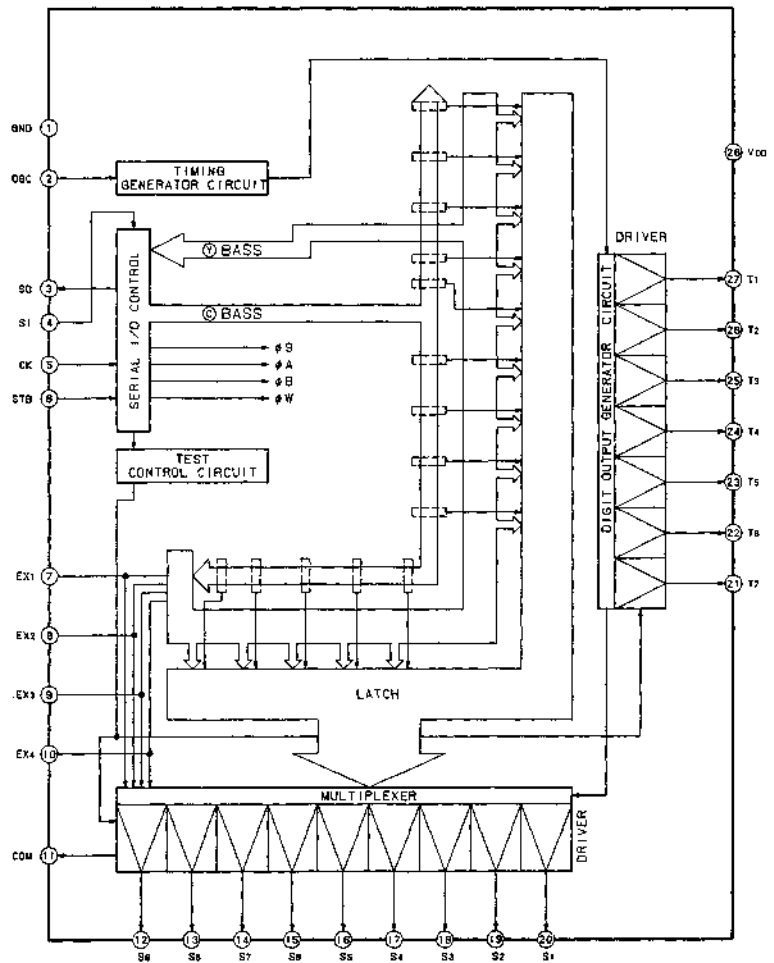 GND 1
OSC 2
TIMING
GENERATOR CIRCUIT
28 VDD
DRIVER
Ⓨ BASS
SO 3
SERIAL I/O CONTROL
DIGIT OUTPUT GENERATOR CIRCUIT
27 T1
SI 4
Ⓒ BASS
26 T2
φS
CK 5
φA
25 T3
φB
STB 6
φW
24 T4
TEST
CONTROL CIRCUIT
23 T5
22 T6
EX1 7
21 T7
EX2 8
EX3 9
LATCH
EX4 10
MULTIPLEXER
DRIVER
COM 11
12 13 14 15 16 17 18 19 20
S9 S8 S7 S6 S5 S4 S3 S2 S1